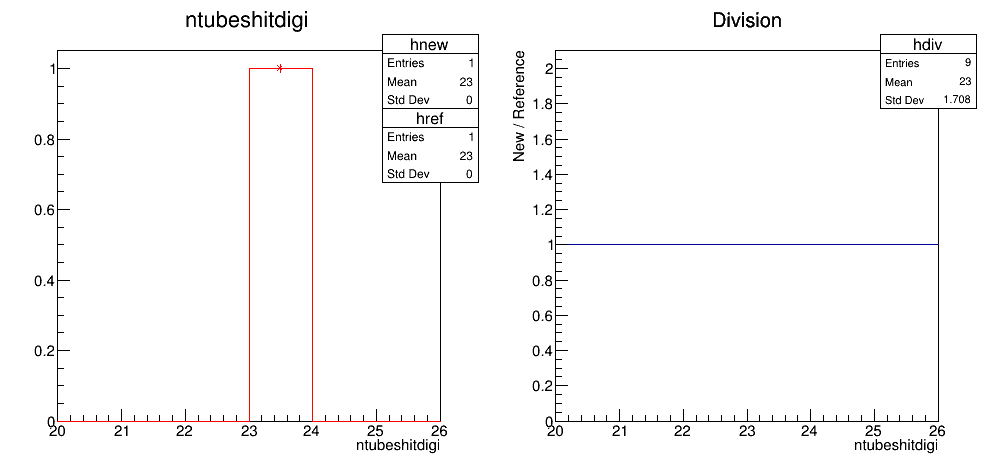 ntubeshitdigi
hnew
Entries 1
Mean 23
Std Dev 0
href
Entries 1
Mean 23
Std Dev 0
1
0.8
0.6
0.4
0.2
0
20 21 22 23 24 25 26
ntubeshitdigi
Division
hdiv
Entries 9
Mean 23
Std Dev 1.708
New / Reference
2
1.8
1.6
1.4
1.2
1
0.8
0.6
0.4
0.2
0
20 21 22 23 24 25 26
ntubeshitdigi